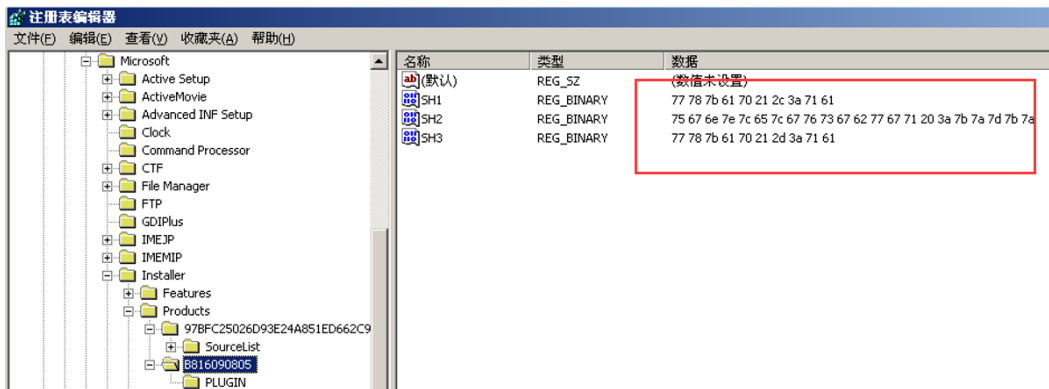 注册表编辑器
文件(F) 编辑(E) 查看(V) 收藏夹(A) 帮助(H)
Microsoft
Active Setup
ActiveMovie
Advanced INF Setup
Clock
Command Processor
CTF
File Manager
FTP
GDIPlus
IMEJP
IMEMIP
Installer
Features
Products
97BFC25026D93E24A851ED662C9
SourceList
B816090805
PLUGIN
名称 类型 数据
ab (默认) REG_SZ (数值未设置)
SH1 REG_BINARY 77 78 7b 61 70 21 2c 3a 71 61
SH2 REG_BINARY 75 67 6e 7e 7c 65 7c 67 76 73 67 62 77 67 71 20 3a 7b 7a 7d 7b 7a
SH3 REG_BINARY 77 78 7b 61 70 21 2d 3a 71 61